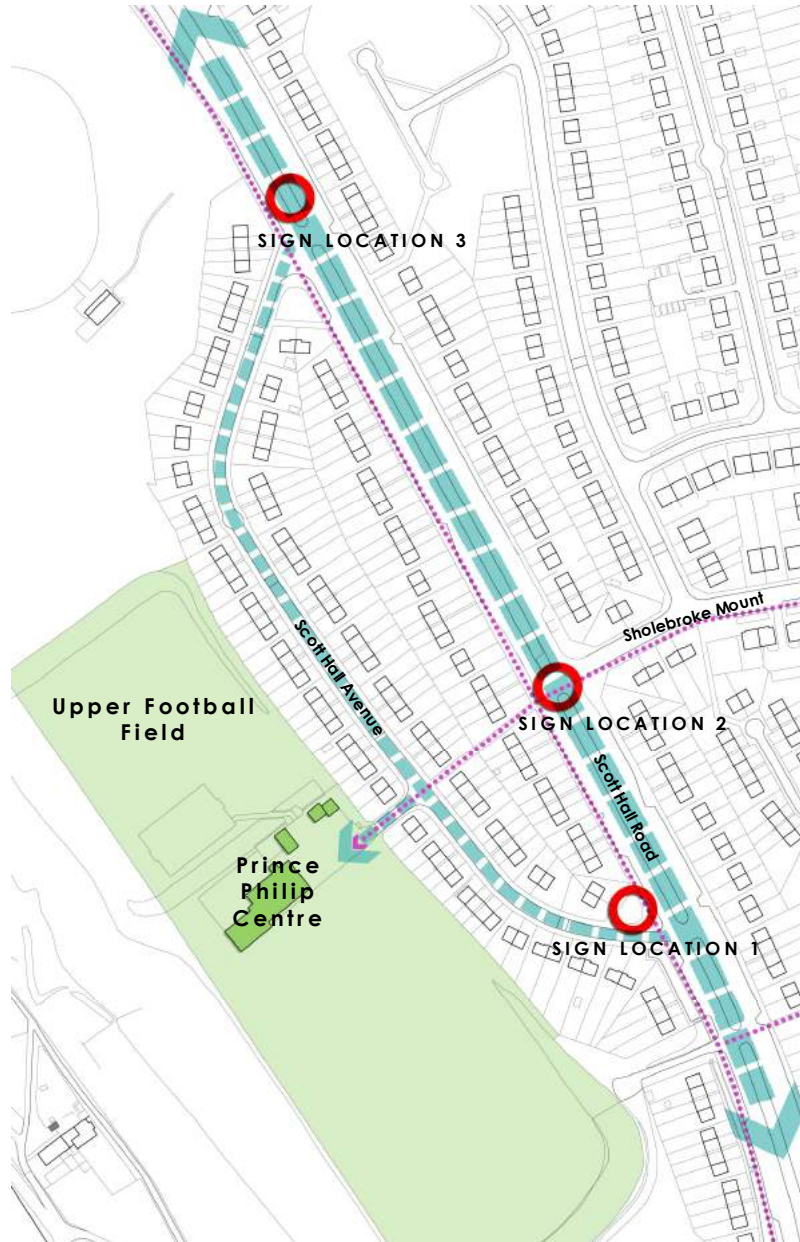 SIGN LOCATION 3
Sholebroke Mount
Scott Hall Avenue
Upper Football
Field
SIGN LOCATION 2
Scott Hall Road
Prince
Philip
Centre
SIGN LOCATION 1